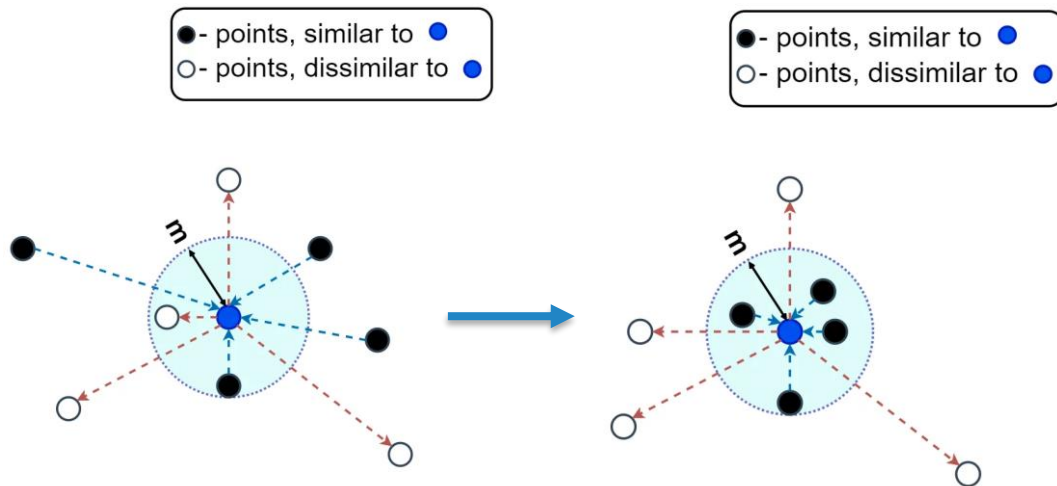 - points, similar to
- points, dissimilar to
- points, similar to
- points, dissimilar to
m
m